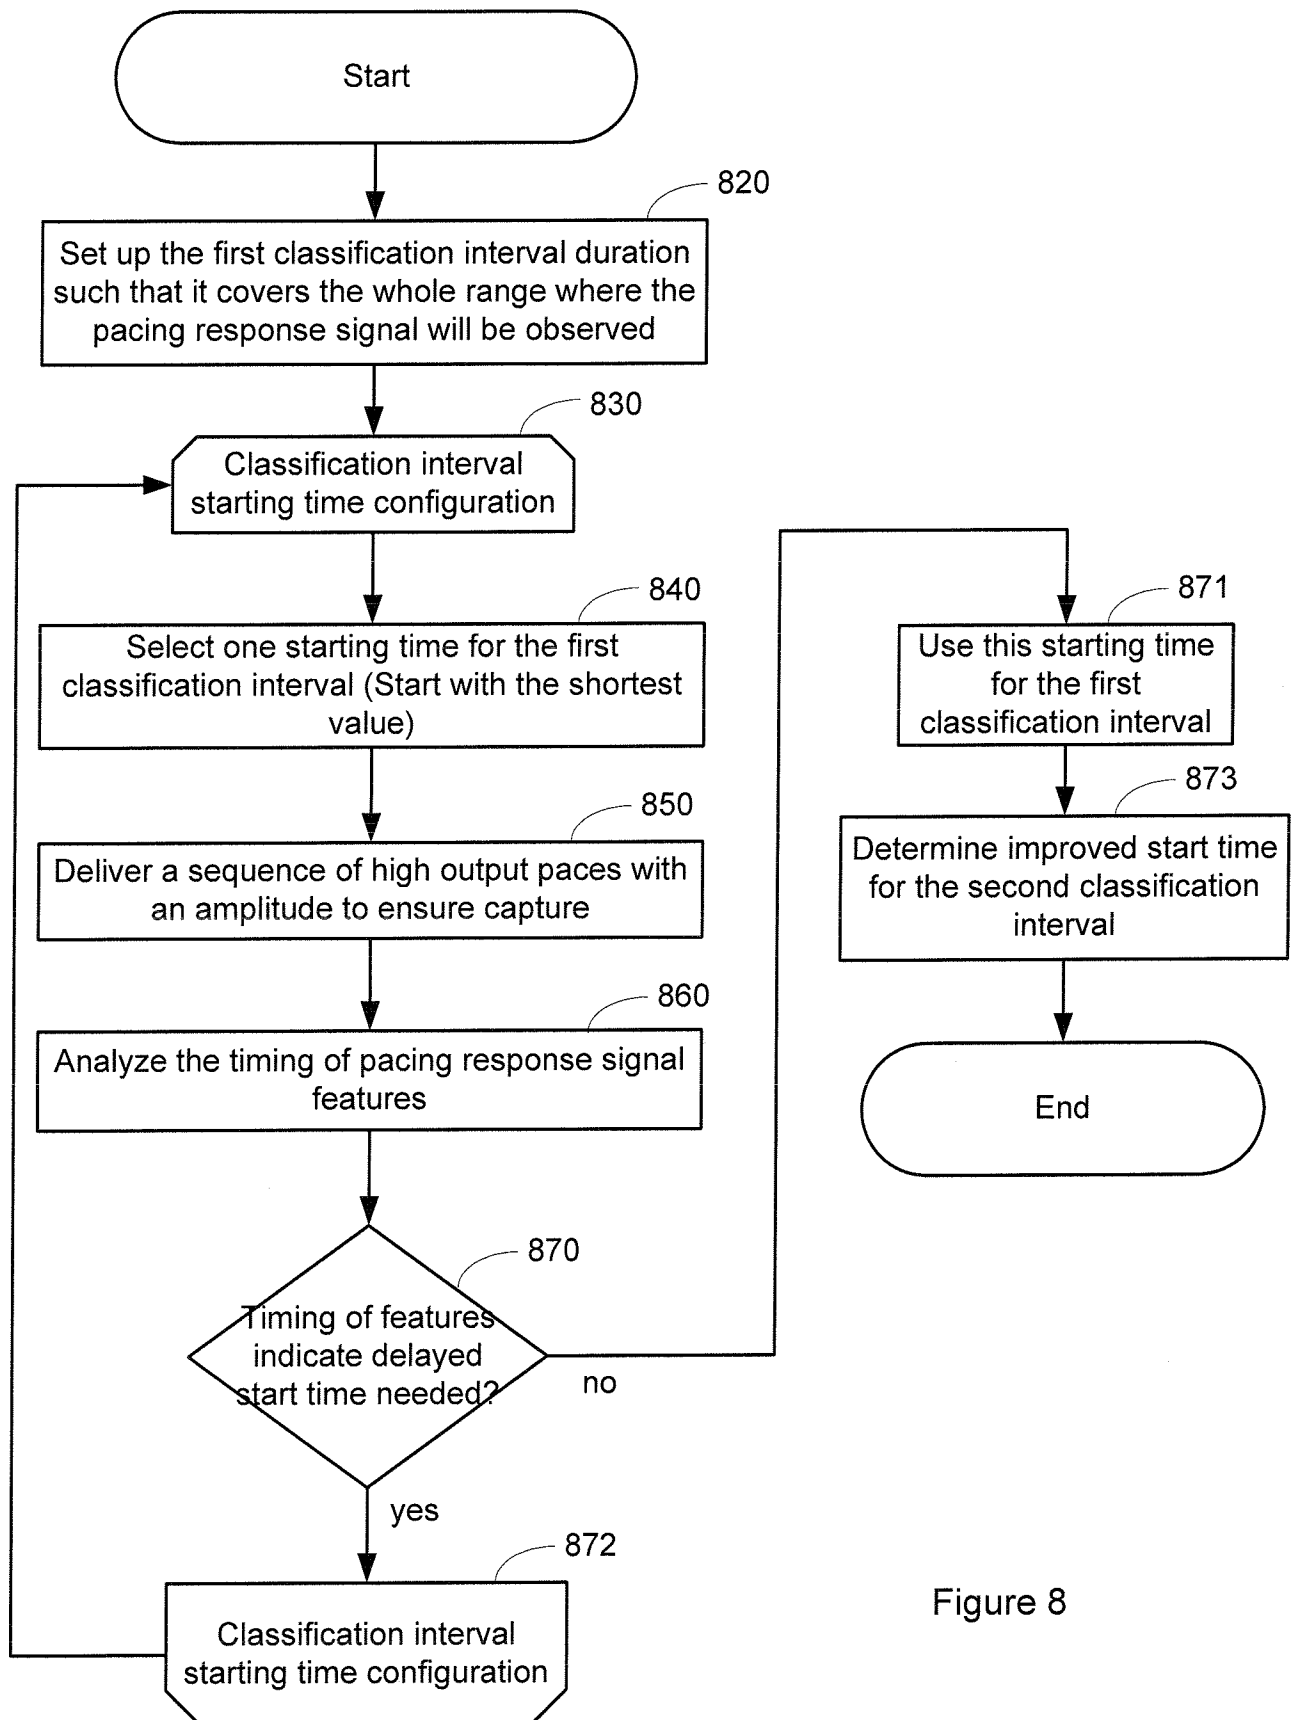 Start
820
Set up the first classification interval duration
such that it covers the whole range where the
pacing response signal will be observed
830
Classification interval
starting time configuration
840
Select one starting time for the first
classification interval (Start with the shortest
value)
850
Deliver a sequence of high output paces with
an amplitude to ensure capture
860
Analyze the timing of pacing response signal
features
870
Timing of features
indicate delayed
start time needed?
no
yes
872
Classification interval
starting time configuration
871
Use this starting time
for the first
classification interval
873
Determine improved start time
for the second classification
interval
End
Figure 8